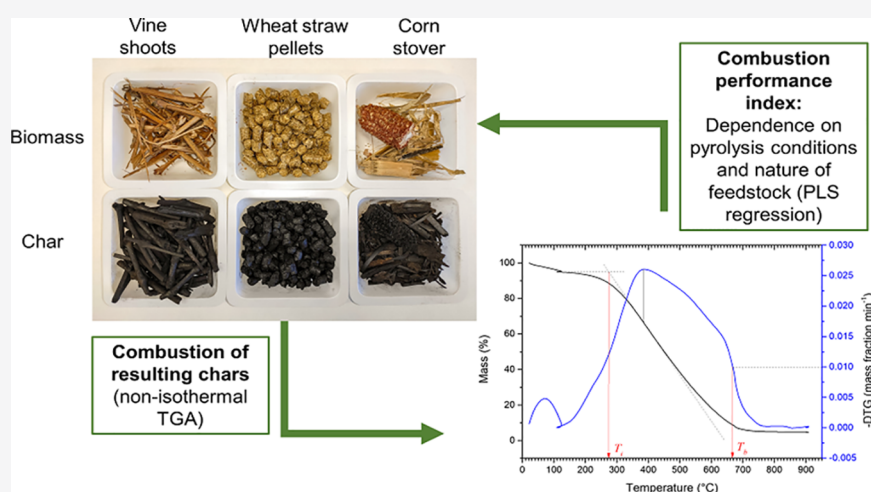 Vine
shoots
Wheat straw
pellets
Corn
stover
Biomass
Char
Combustion
performance
index:
Dependence on
pyrolysis conditions
and nature of
feedstock (PLS
regression)
Combustion of
resulting chars
(non-isothermal
TGA)
Mass (%)
100
80
60
40
20
0
0.030
0.025
0.020
0.015
0.010
0.005
0.000
-0.005
-DTG (mass fraction min⁻¹)
Ti
Tb
0 100 200 300 400 500 600 700 800 900
Temperature (°C)